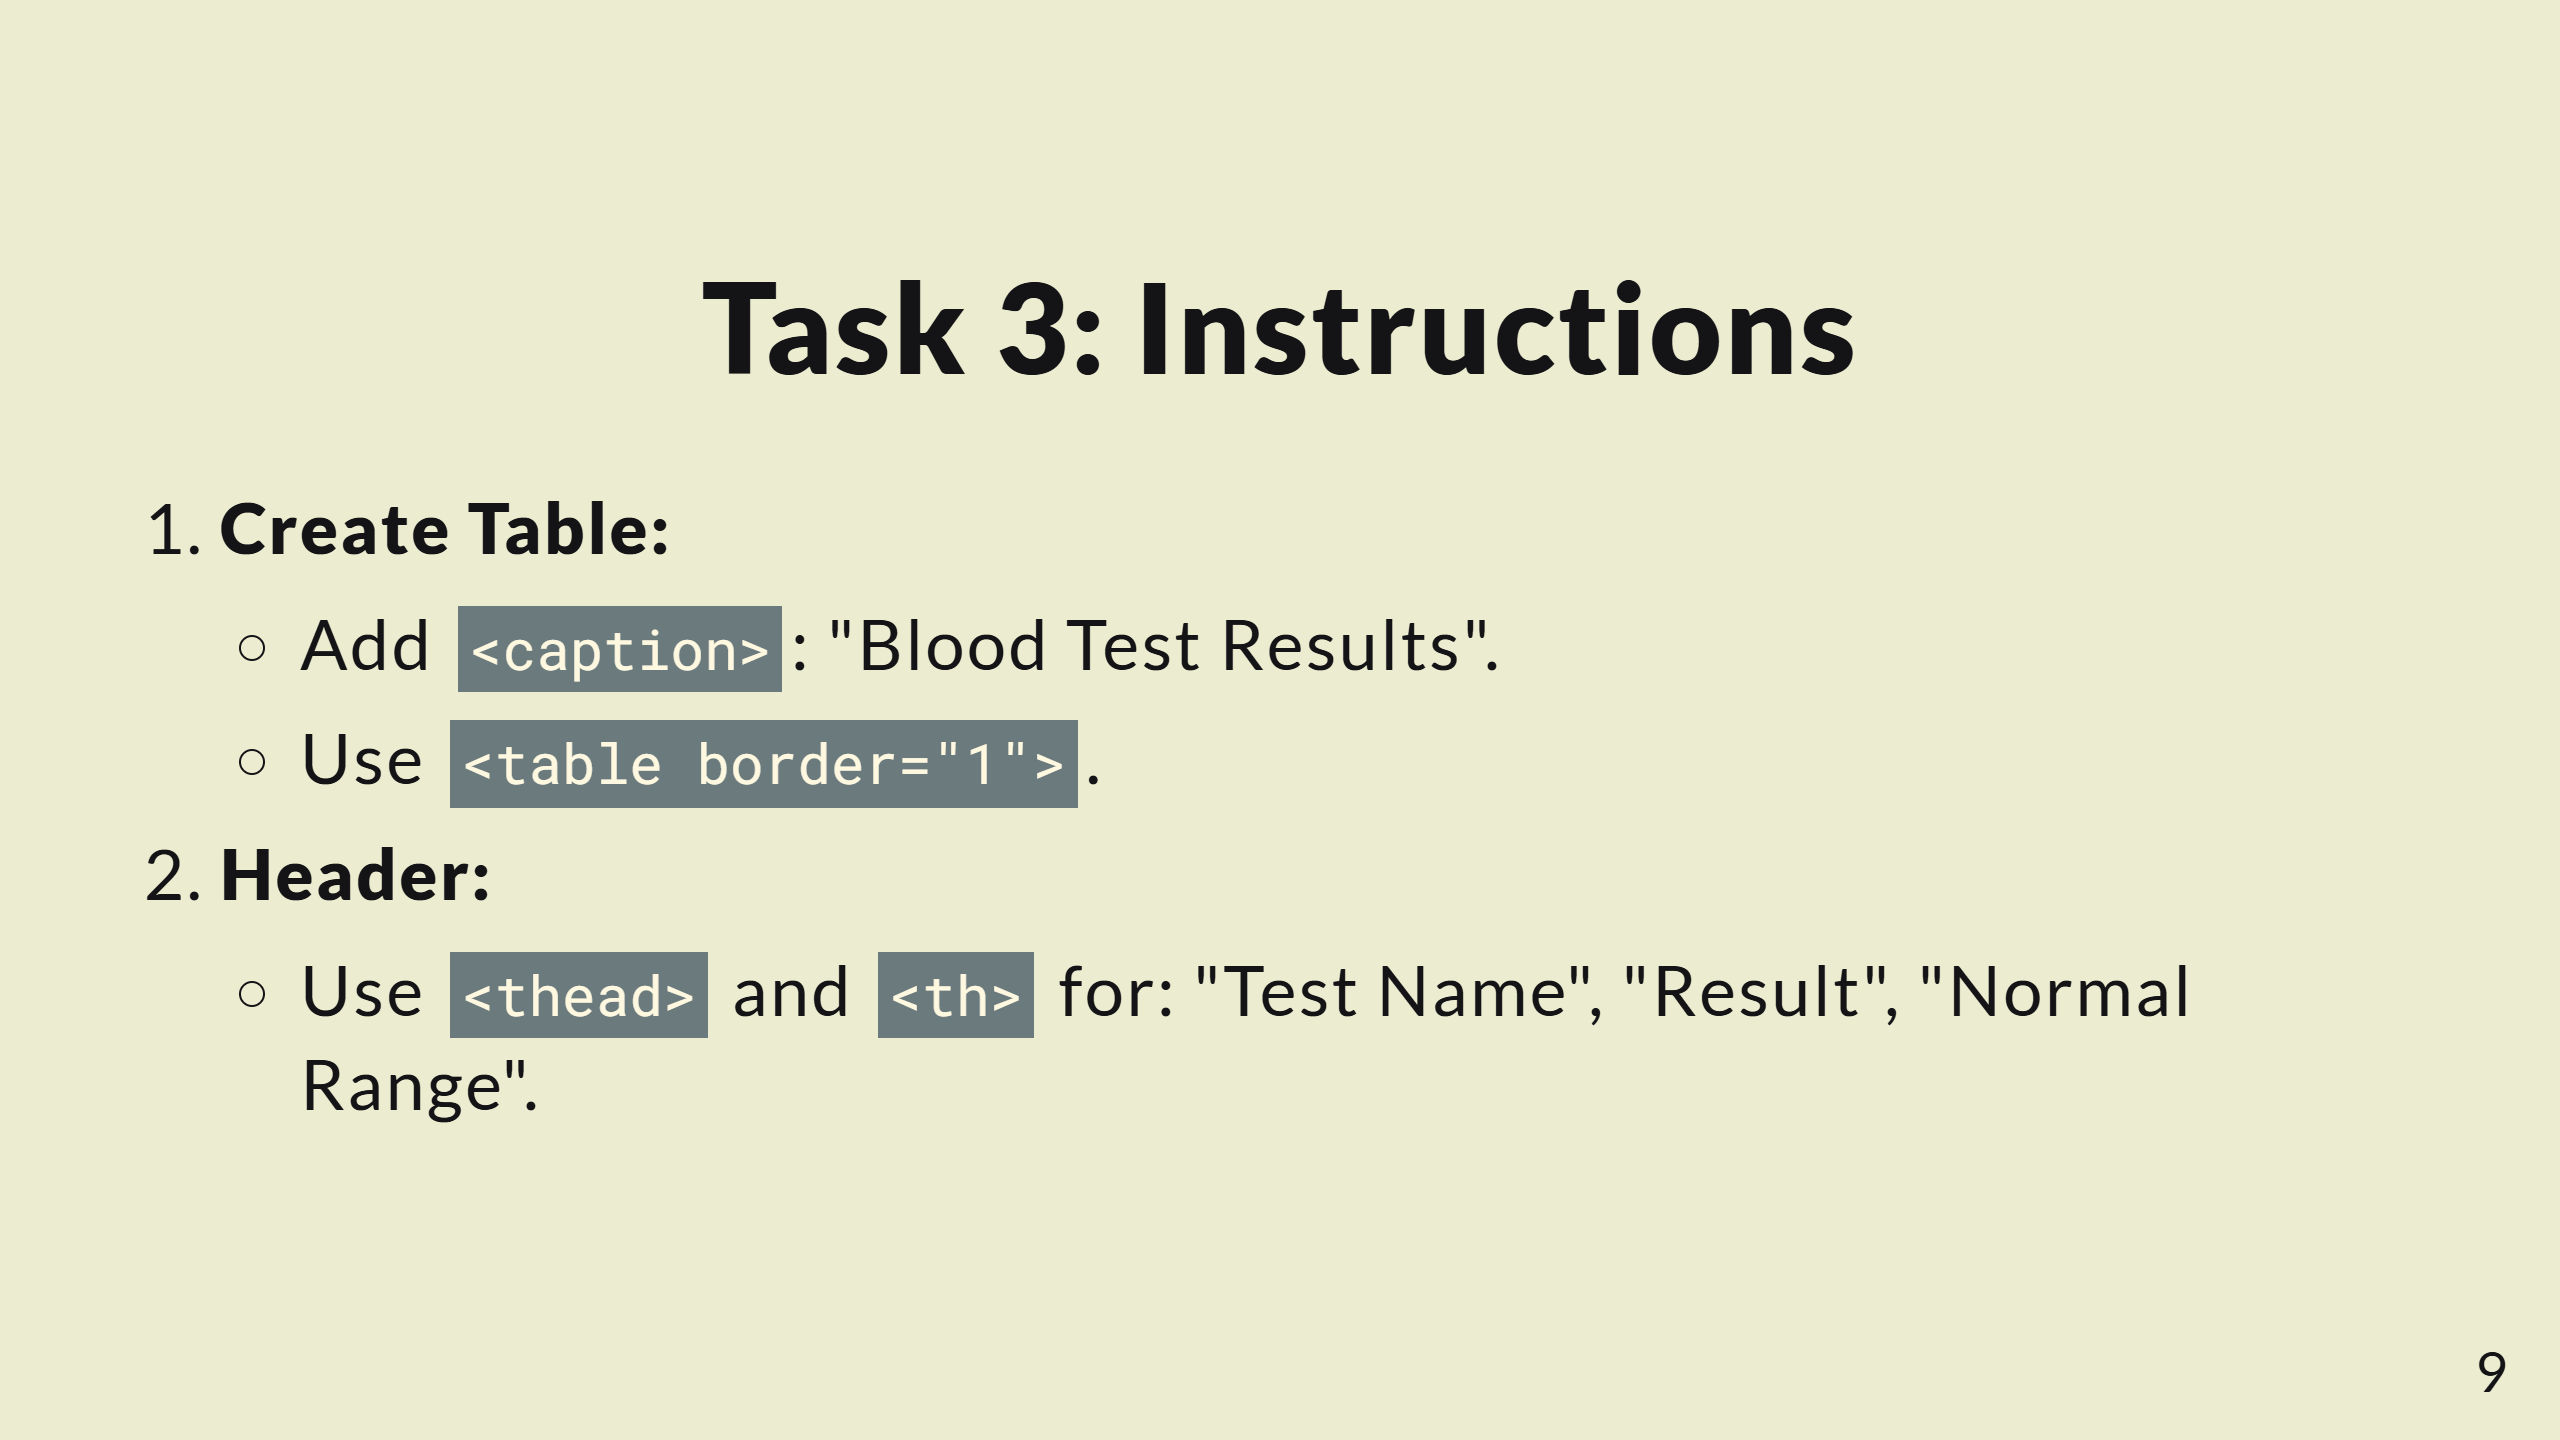 Task 3: Instructions
1. Create Table:
○ Add <caption>: "Blood Test Results".
○ Use <table border="1">.
2. Header:
○ Use <thead> and <th> for: "Test Name", "Result", "Normal
Range".
9